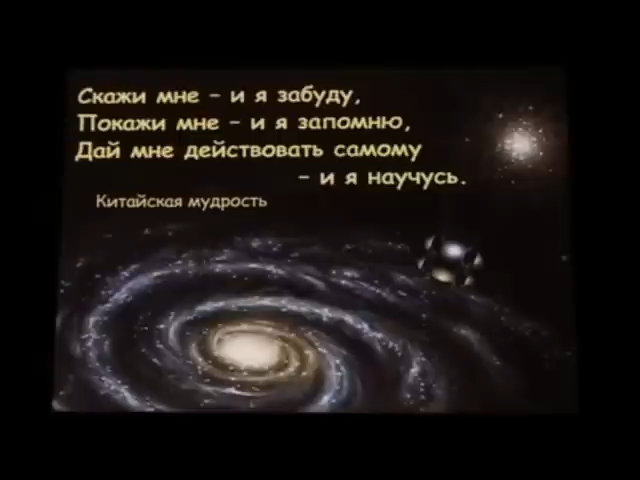 Скажи мне – и я забуду,
Покажи мне – и я запомню,
Дай мне действовать самому
– и я научусь.
Китайская мудрость